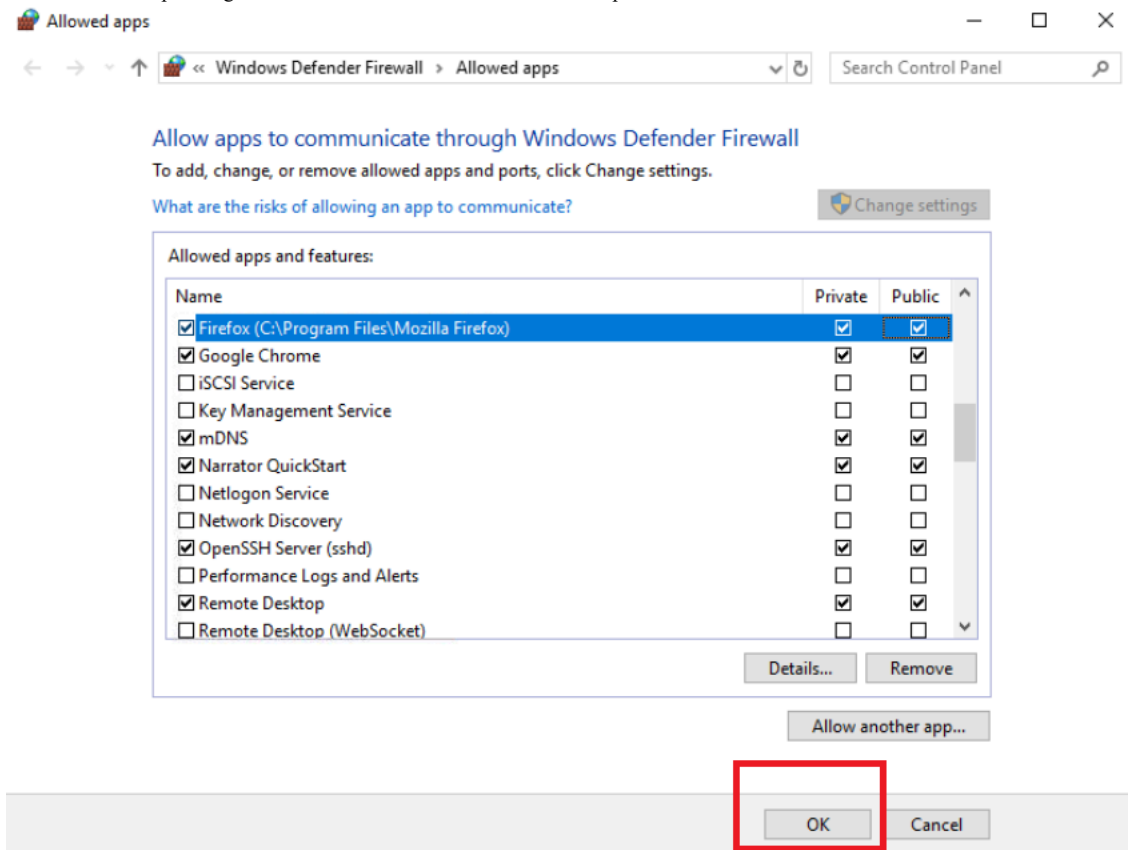 Allowed apps
« Windows Defender Firewall > Allowed apps
Search Control Panel
Allow apps to communicate through Windows Defender Firewall
To add, change, or remove allowed apps and ports, click Change settings.
What are the risks of allowing an app to communicate?
Change settings
Allowed apps and features:
Name Private Public
Firefox (C:\Program Files\Mozilla Firefox)
Google Chrome
iSCSI Service
Key Management Service
mDNS
Narrator QuickStart
Netlogon Service
Network Discovery
OpenSSH Server (sshd)
Performance Logs and Alerts
Remote Desktop
Remote Desktop (WebSocket)
Details... Remove
Allow another app...
OK Cancel